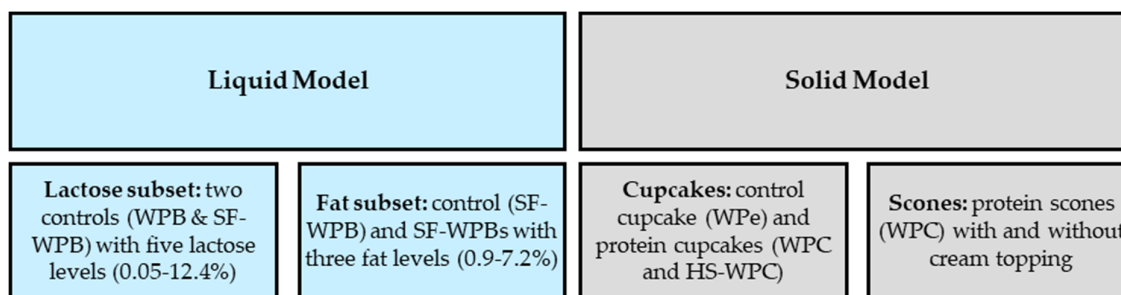 Liquid Model
Solid Model
Lactose subset: two
controls (WPB & SF-
WPB) with five lactose
levels (0.05-12.4%)
Fat subset: control (SF-
WPB) and SF-WPBs with
three fat levels (0.9-7.2%)
Cupcakes: control
cupcake (WPe) and
protein cupcakes (WPC
and HS-WPC)
Scones: protein scones
(WPC) with and without
cream topping